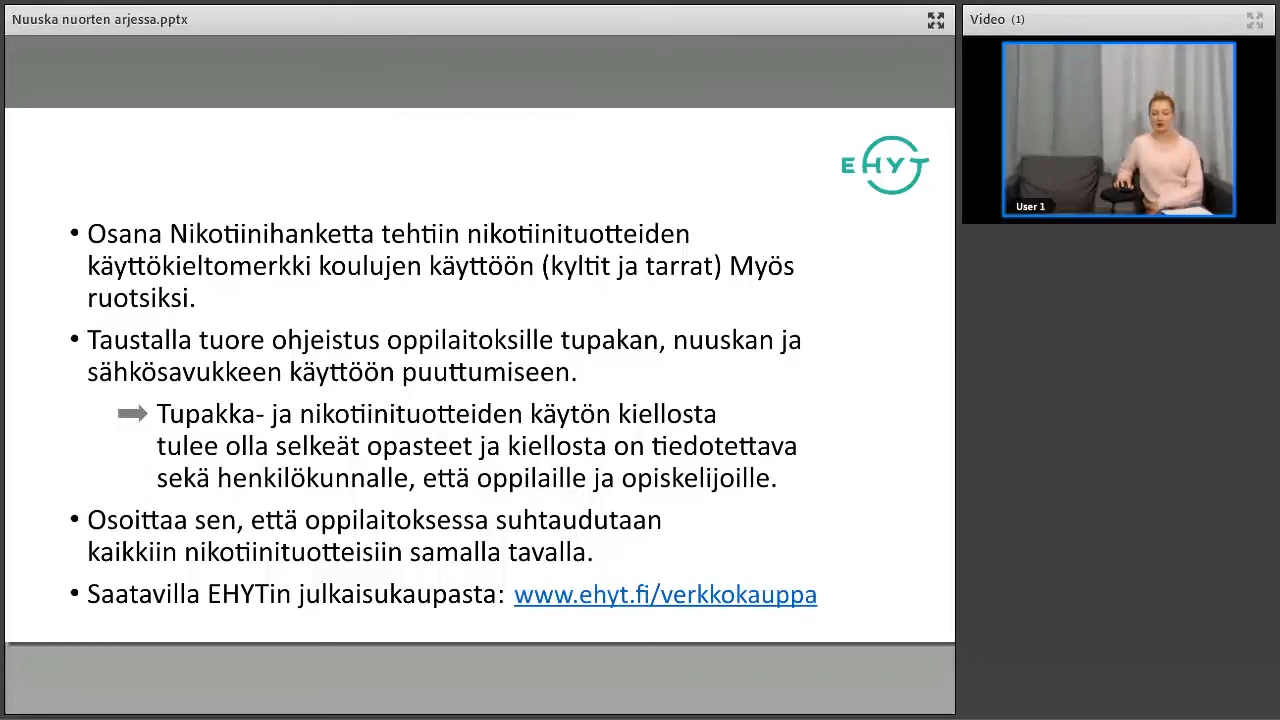 Nuuska nuorten arjessa.pptx
Video (1)
EHYT
User 1
• Osana Nikotiinihanketta tehtiin nikotiinituotteiden
käyttökieltomerkki koulujen käyttöön (kyltit ja tarrat) Myös
ruotsiksi.
• Taustalla tuore ohjeistus oppilaitoksille tupakan, nuuskan ja
sähkösavukkeen käyttöön puuttumiseen.
Tupakka- ja nikotiinituotteiden käytön kiellosta
tulee olla selkeät opasteet ja kiellosta on tiedotettava
sekä henkilökunnalle, että oppilaille ja opiskelijoille.
• Osoittaa sen, että oppilaitoksessa suhtaudutaan
kaikkiin nikotiinituotteisiin samalla tavalla.
• Saatavilla EHYTin julkaisukaupasta: www.ehyt.fi/verkkokauppa